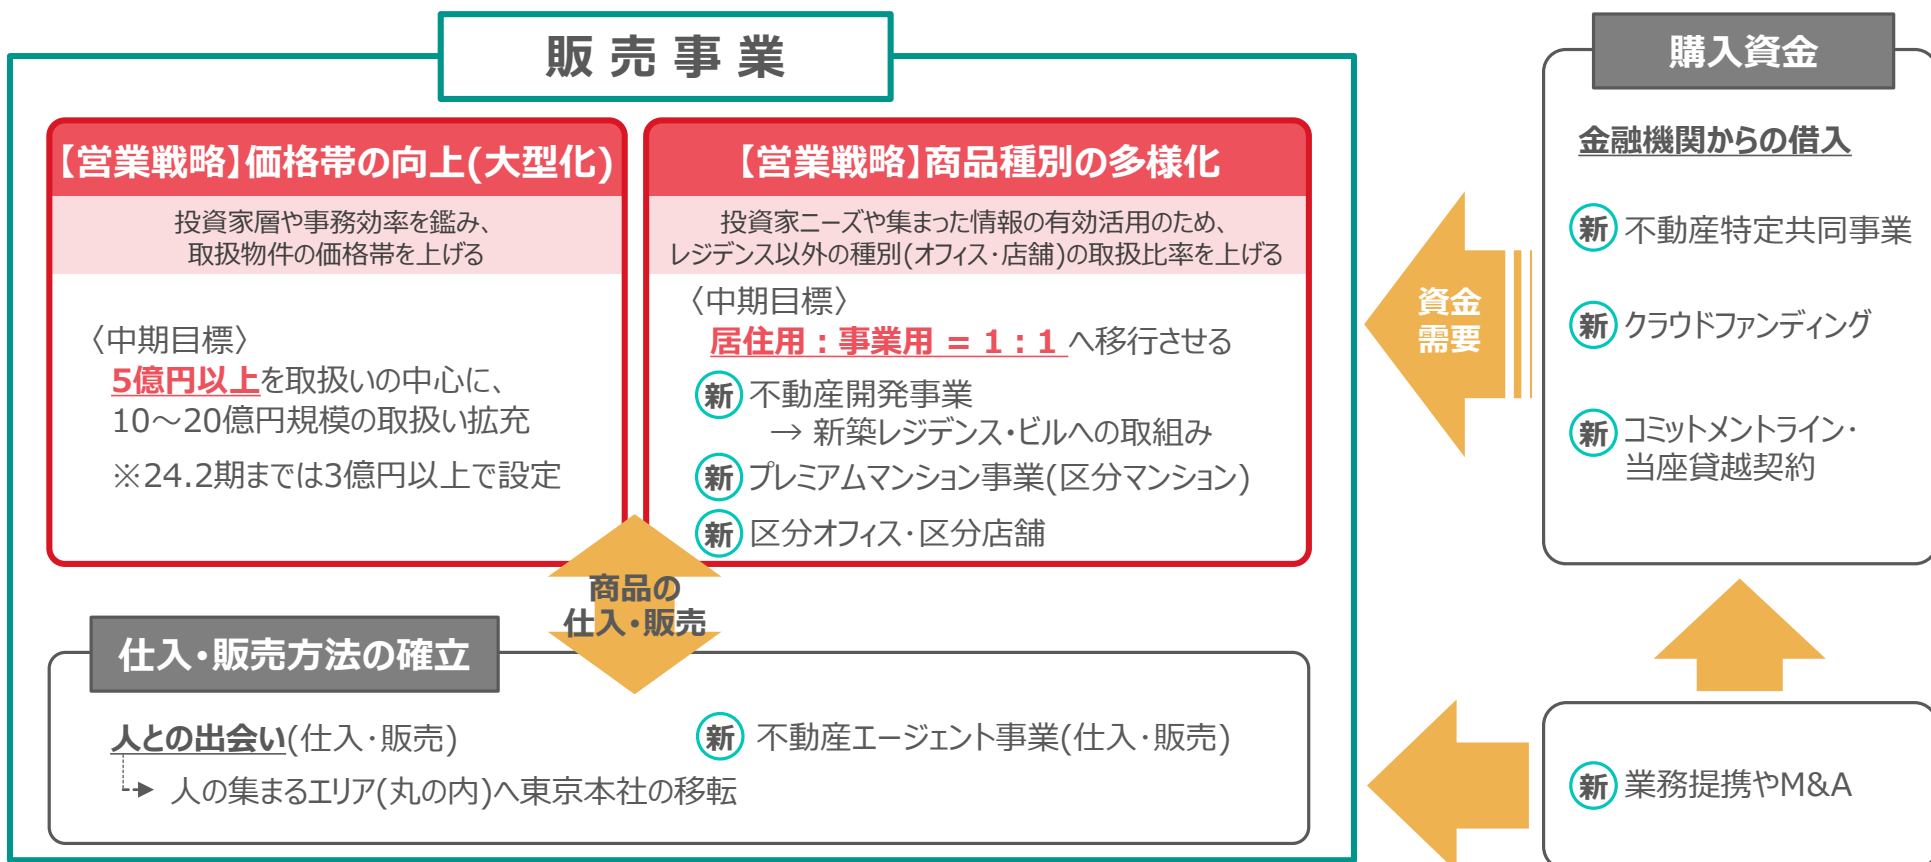 販売事業
【営業戦略】価格帯の向上(大型化)
投資家層や事務効率を鑑み、
取扱物件の価格帯を上げる
〈中期目標〉
5億円以上を取扱いの中心に、
10～20億円規模の取扱い拡充
※24.2期までは3億円以上で設定
【営業戦略】商品種別の多様化
投資家ニーズや集まった情報の有効活用のため、
レジデンス以外の種別(オフィス・店舗)の取扱比率を上げる
〈中期目標〉
居住用：事業用 = 1：1 へ移行させる
新 不動産開発事業
→ 新築レジデンス・ビルへの取組み
新 プレミアムマンション事業(区分マンション)
新 区分オフィス・区分店舗
商品の
仕入・販売
仕入・販売方法の確立
人との出会い(仕入・販売)
人の集まるエリア(丸の内)へ東京本社の移転
新 不動産エージェント事業(仕入・販売)
資金
需要
購入資金
金融機関からの借入
新 不動産特定共同事業
新 クラウドファンディング
新 コミットメントライン・
当座貸越契約
新 業務提携やM&A